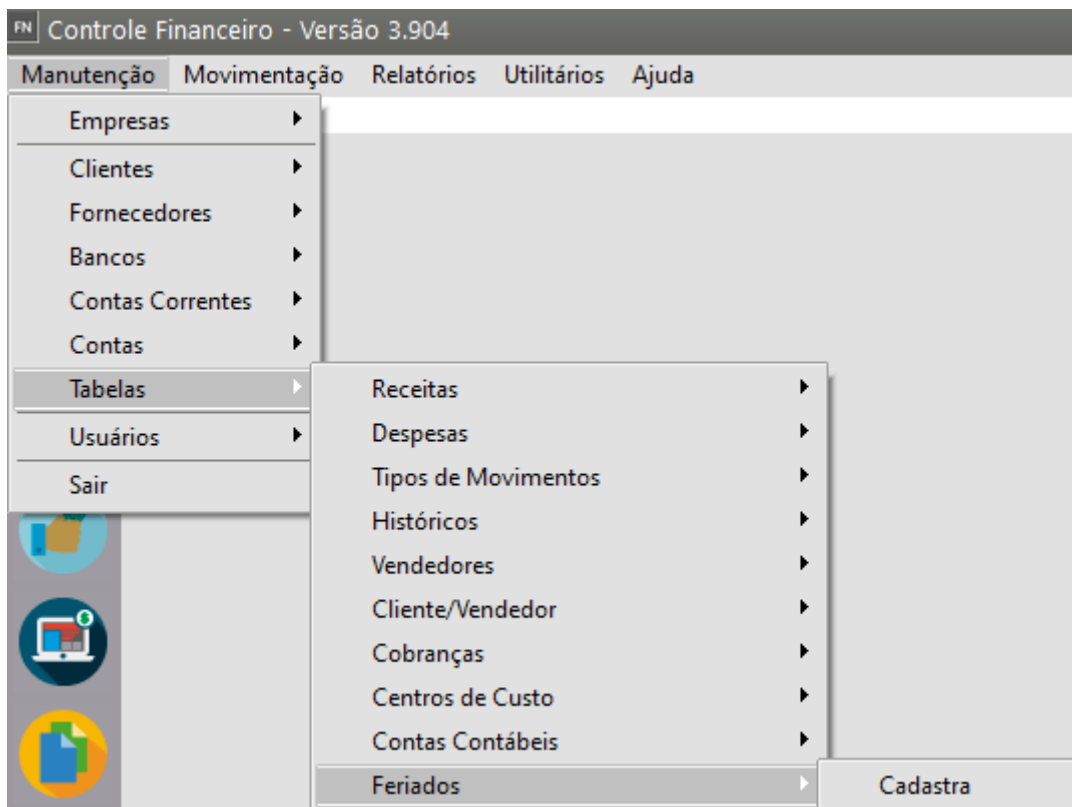 FN Controle Financeiro - Versão 3.904
Manutenção Movimentação Relatórios Utilitários Ajuda
Empresas
Clientes
Fornecedores
Bancos
Contas Correntes
Contas
Tabelas
Usuários
Sair
Receitas
Despesas
Tipos de Movimentos
Históricos
Vendedores
Cliente/Vendedor
Cobranças
Centros de Custo
Contas Contábeis
Feriados
Cadastra